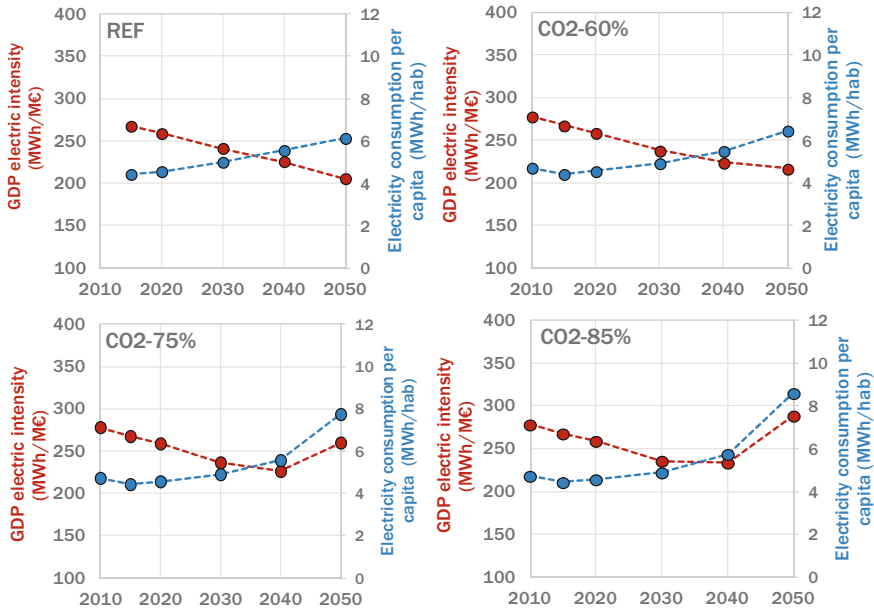 REF
GDP electric intensity
(MWh/M€)
400
350
300
250
200
150
100
12
10
8
6
4
2
0
Electricity consumption per
capita (MWh/hab)
2010 2020 2030 2040 2050
CO2-60%
GDP electric intensity
(MWh/M€)
400
350
300
250
200
150
100
12
10
8
6
4
2
0
Electricity consumption per
capita (MWh/hab)
2010 2020 2030 2040 2050
CO2-75%
GDP electric intensity
(MWh/M€)
400
350
300
250
200
150
100
12
10
8
6
4
2
0
Electricity consumption per
capita (MWh/hab)
2010 2020 2030 2040 2050
CO2-85%
GDP electric intensity
(MWh/M€)
400
350
300
250
200
150
100
12
10
8
6
4
2
0
Electricity consumption per
capita (MWh/hab)
2010 2020 2030 2040 2050